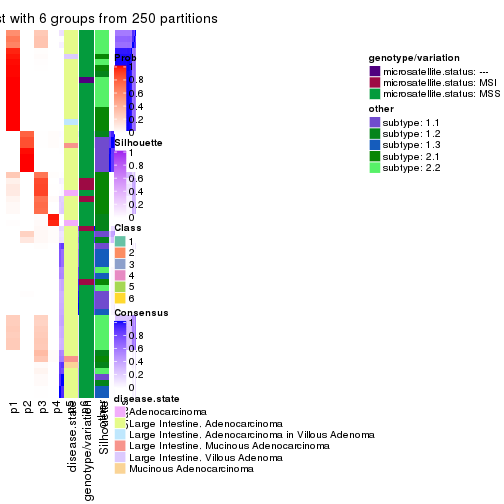 st with 6 groups from 250 partitions
Prob
0.8
0.6
0.4
0.2
0
Silhouette
1
0.8
0.6
0.4
0.2
0
Class
1
2
3
4
5
6
Consensus
1
0.8
0.6
0.4
0.2
0
disease.state
Adenocarcinoma
Large Intestine. Adenocarcinoma
Large Intestine. Adenocarcinoma in Villous Adenoma
Large Intestine. Mucinous Adenocarcinoma
Large Intestine. Villous Adenoma
Mucinous Adenocarcinoma
genotype/variation
microsatellite.status: ---
microsatellite.status: MSI
microsatellite.status: MSS
other
subtype: 1.1
subtype: 1.2
subtype: 1.3
subtype: 2.1
subtype: 2.2
p1
p2
p3
p4
disease.state
genotype/variation
Silhouette